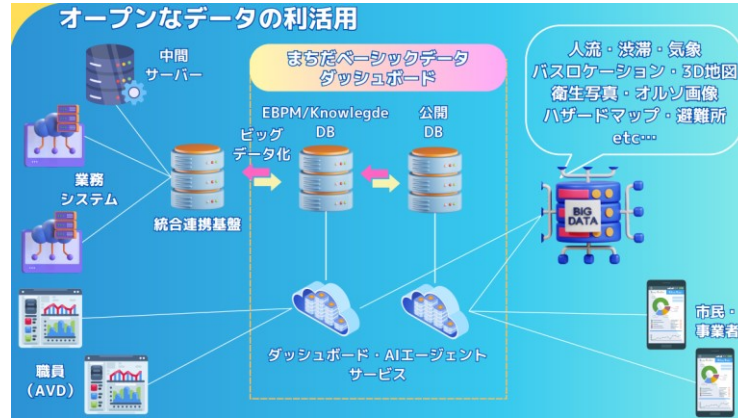 オープンなデータの利活用
中間
サーバー
まちだベーシックデータ
ダッシュボード
人流・渋滞・気象
バスロケーション・3D地図
衛生写真・オルソ画像
ハザードマップ・避難所
etc…
EBPM/Knowlegde
DB
公開
DB
ビッグ
データ化
業務
システム
統合連携基盤
BIG
DATA
市民・
事業者
ダッシュボード・AIエージェント
サービス
職員
（AVD）